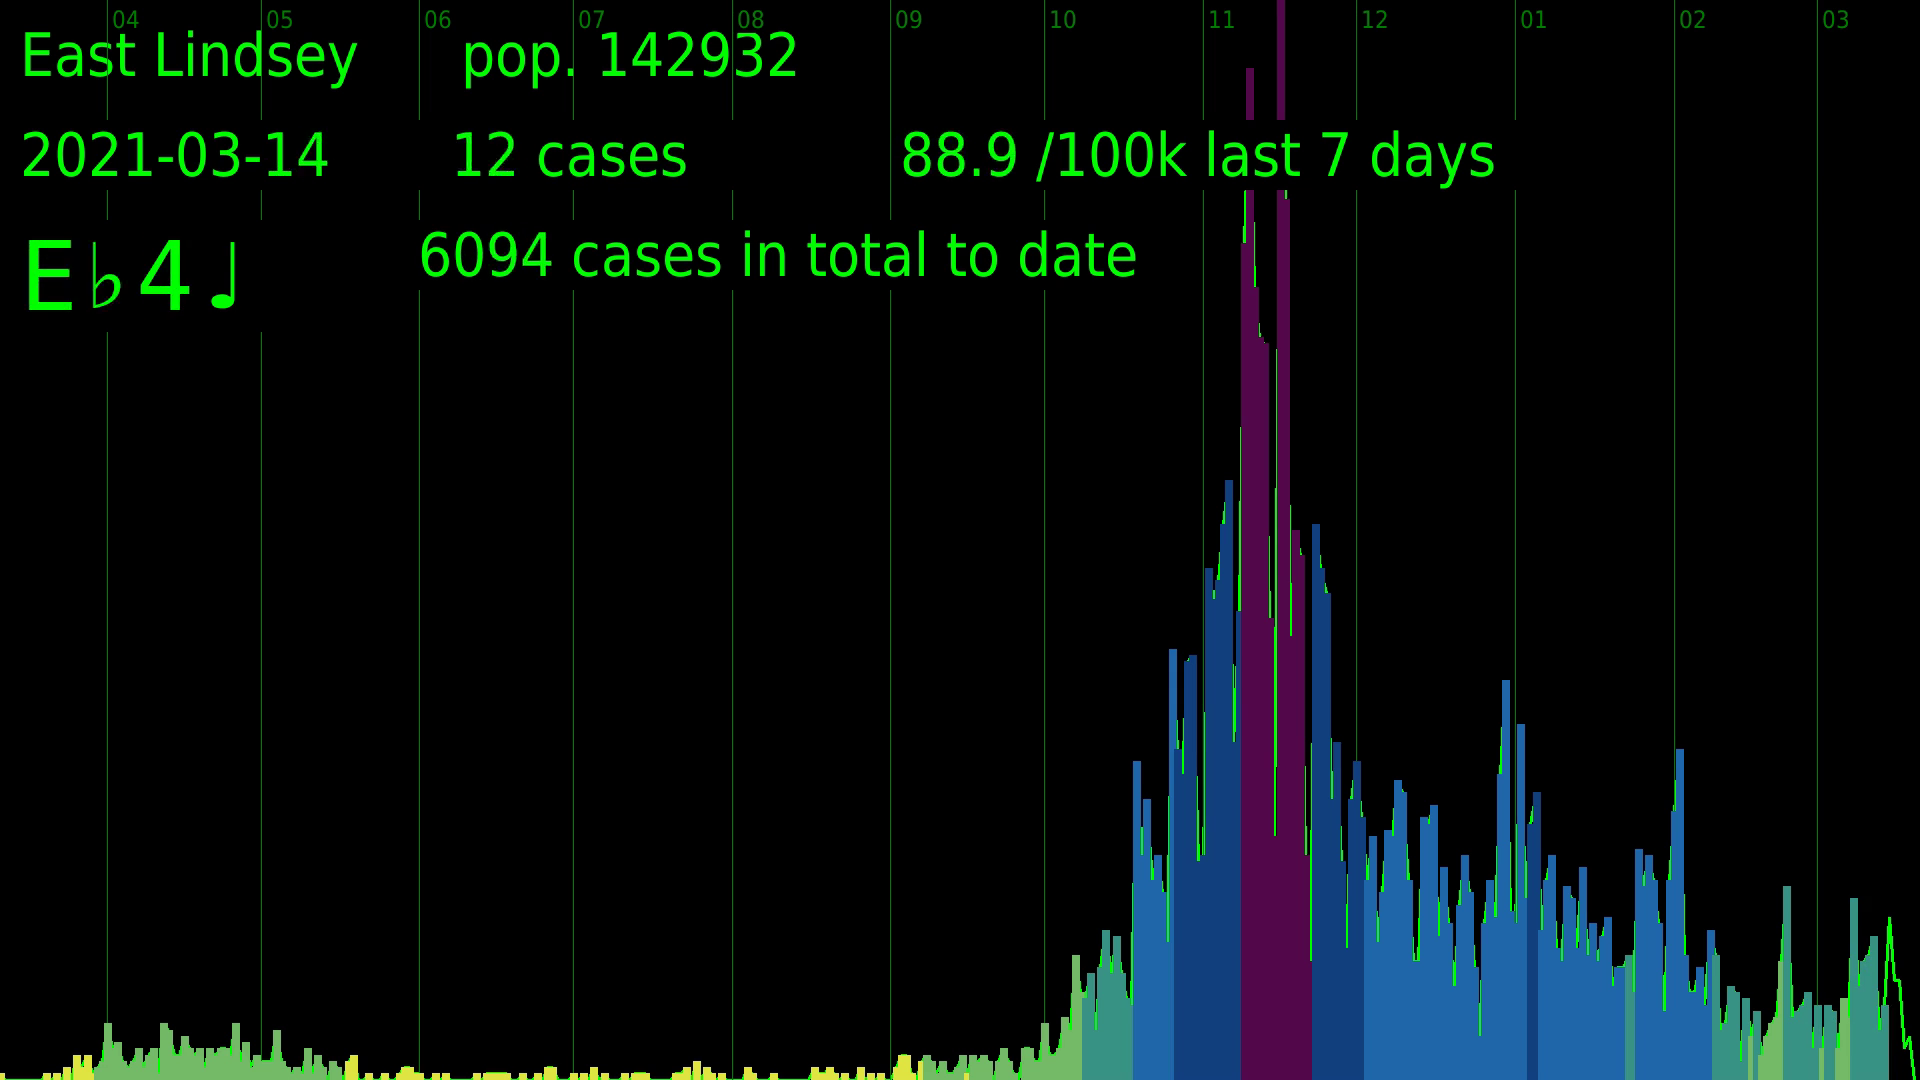 04 05 06 07 08 09 10 11 12 01 02 03
East Lindsey pop. 142932
2021-03-14 12 cases 88.9 /100k last 7 days
E♭4♩ 6094 cases in total to date